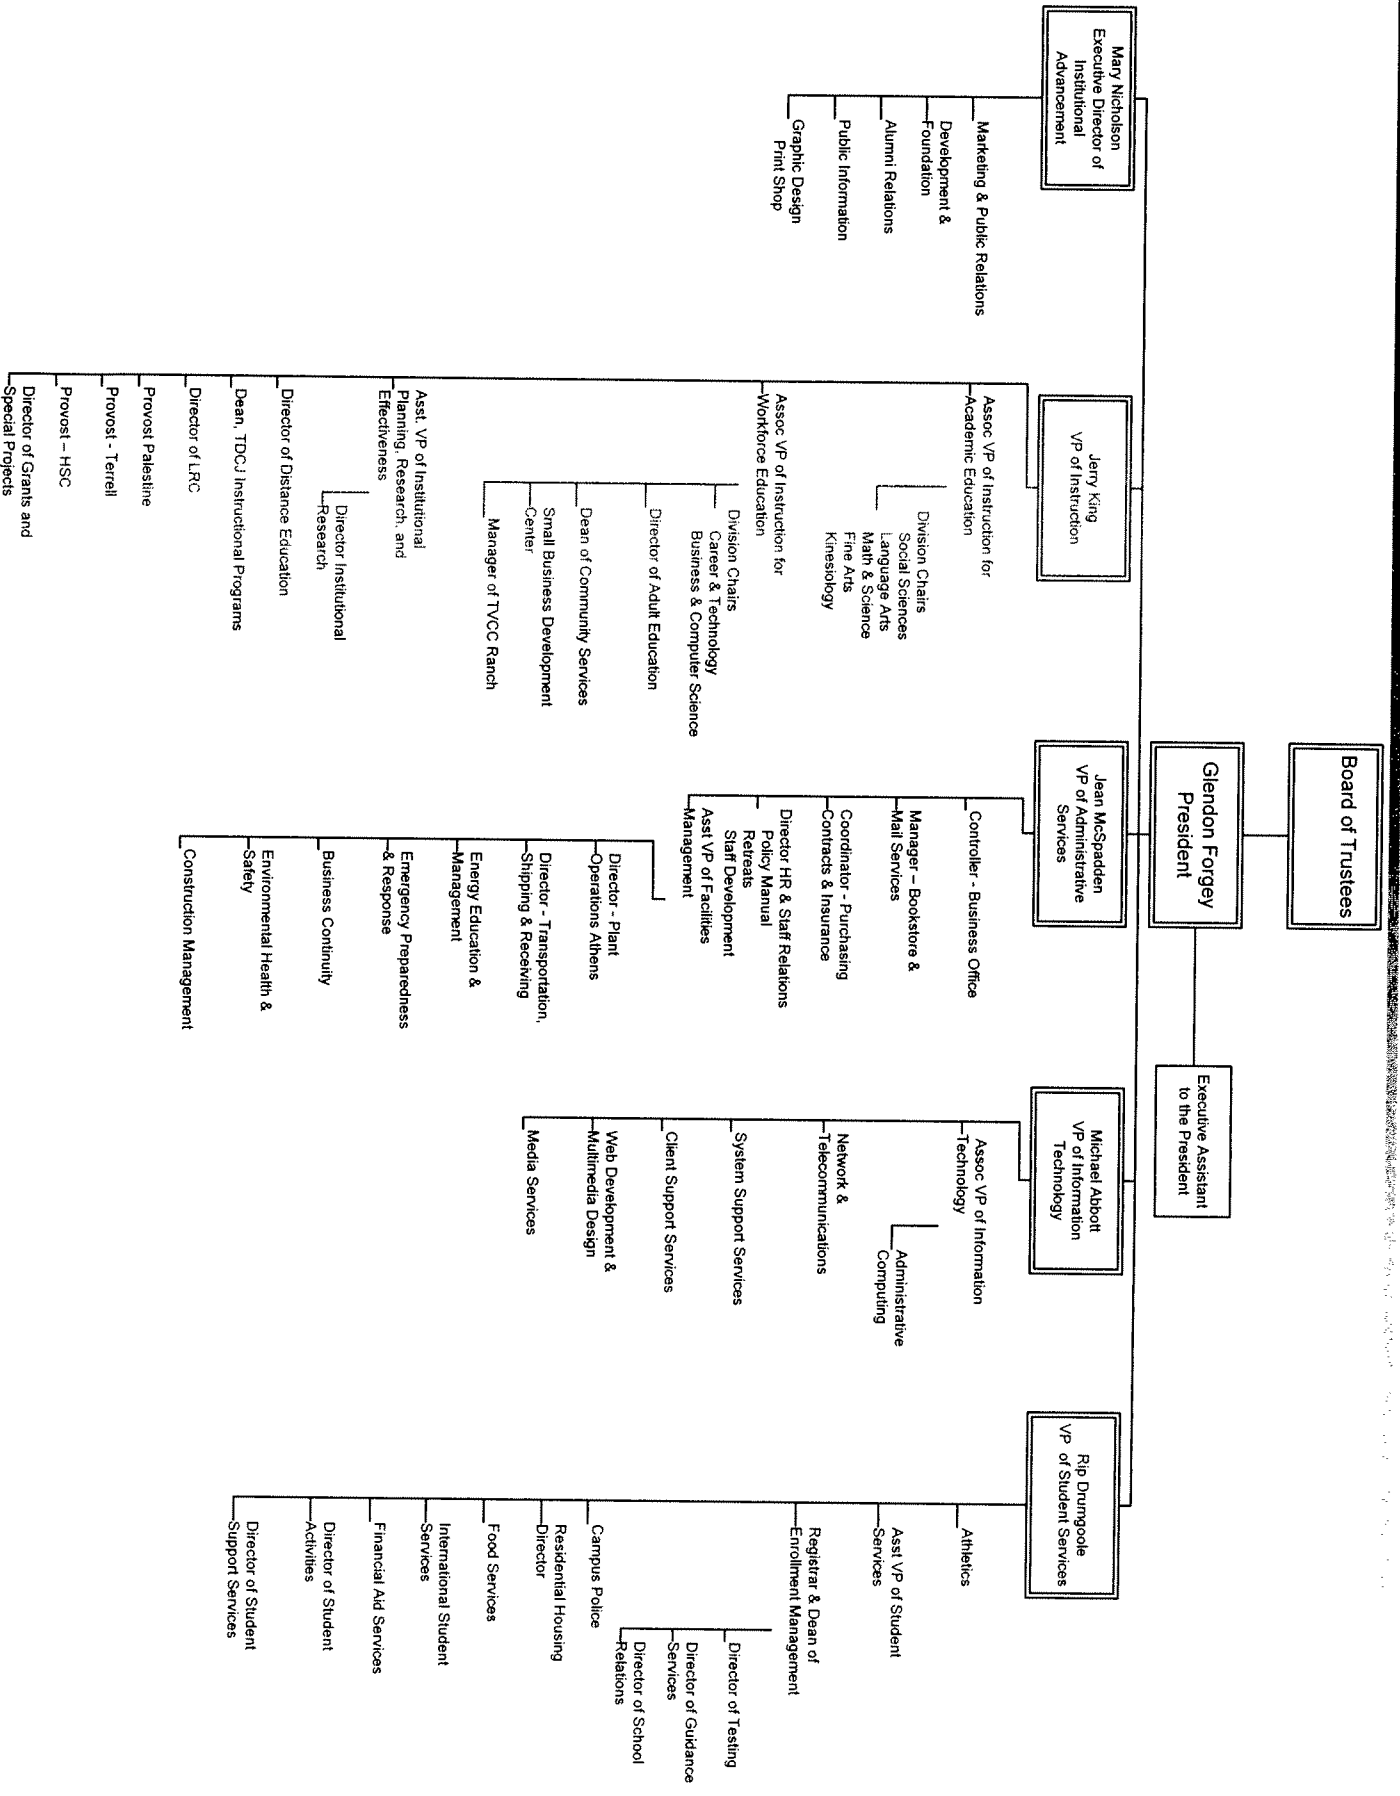 Board of Trustees
Glendon Forgey
President
Executive Assistant
to the President
Mary Nicholson
Executive Director of
Institutional
Advancement
Marketing & Public Relations
Development &
Foundation
Alumni Relations
Public Information
Graphic Design
Print Shop
Jerry King
VP of Instruction
Assoc VP of Instruction for
Academic Education
Division Chairs
Social Sciences
Language Arts
Math & Science
Fine Arts
Kinesiology
Assoc VP of Instruction for
Workforce Education
Division Chairs
Career & Technology
Business & Computer Science
Director of Adult Education
Dean of Community Services
Small Business Development
Center
Manager of TVCC Ranch
Asst. VP of Institutional
Planning, Research, and
Effectiveness
Director Institutional
Research
Director of Distance Education
Dean, TDCJ Instructional Programs
Director of LRC
Provost Palestine
Provost - Terrell
Provost – HSC
Director of Grants and
Special Projects
Jean McSpadden
VP of Administrative
Services
Controller - Business Office
Manager – Bookstore &
Mail Services
Coordinator - Purchasing
Contracts & Insurance
Director HR & Staff Relations
Policy Manual
Retreats
Staff Development
Asst VP of Facilities
Management
Director - Plant
Operations Athens
Director - Transportation,
Shipping & Receiving
Energy Education &
Management
Emergency Preparedness
& Response
Business Continuity
Environmental Health &
Safety
Construction Management
Michael Abbott
VP of Information
Technology
Assoc VP of Information
Technology
Administrative
Computing
Network &
Telecommunications
System Support Services
Client Support Services
Web Development &
Multimedia Design
Media Services
Rip Drumgoole
VP of Student Services
Athletics
Asst VP of Student
Services
Registrar & Dean of
Enrollment Management
Director of Testing
Director of Guidance
Services
Director of School
Relations
Campus Police
Residential Housing
Director
Food Services
International Student
Services
Financial Aid Services
Director of Student
Activities
Director of Student
Support Services